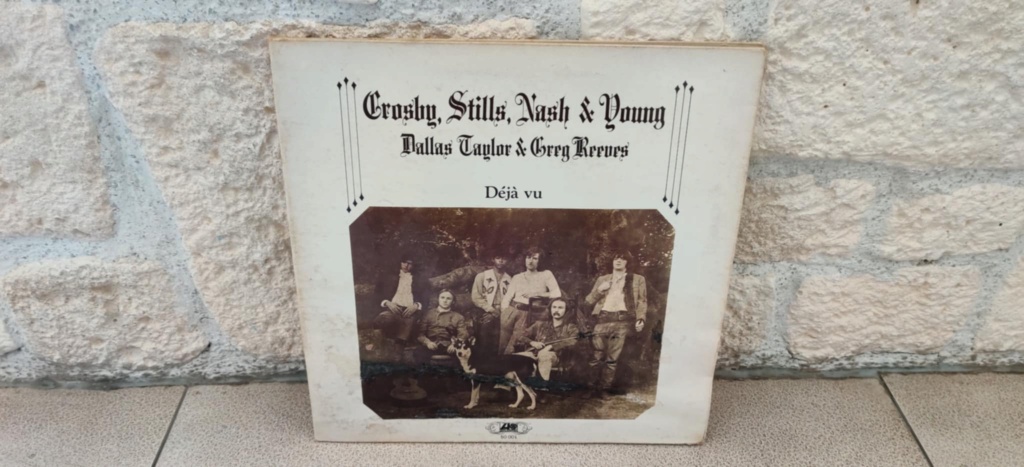 Crosby, Stills, Nash & Young
Dallas Taylor & Greg Reeves
Déjà vu